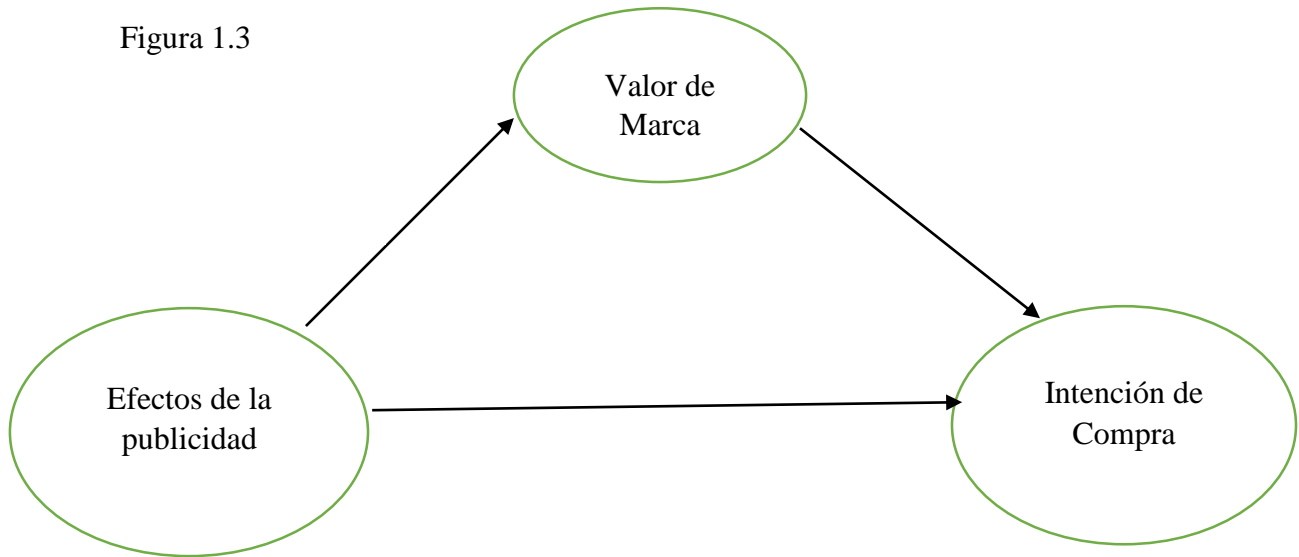 Figura 1.3
Valor de
Marca
Efectos de la
publicidad
Intención de
Compra